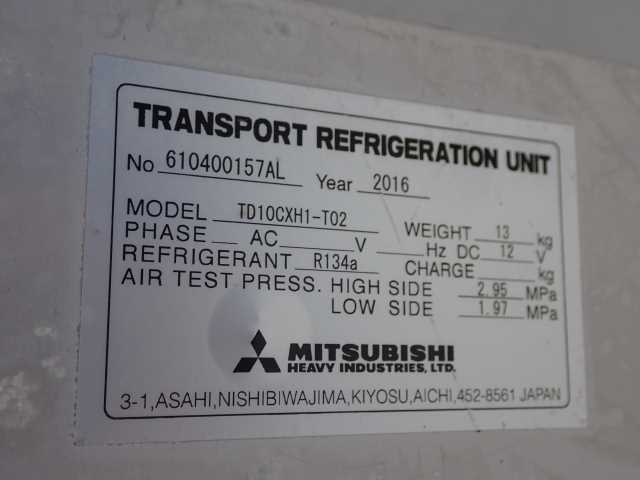 TRANSPORT REFRIGERATION UNIT
No 610400157AL Year 2016
MODEL TD10CXH1-T02 WEIGHT 13 kg
PHASE AC V Hz DC 12 V
REFRIGERANT R134a CHARGE kg
AIR TEST PRESS. HIGH SIDE 2.95 MPa
LOW SIDE 1.97 MPa
MITSUBISHI
HEAVY INDUSTRIES, LTD.
3-1, ASAHI, NISHIBIWAJIMA, KIYOSU, AICHI, 452-8561 JAPAN